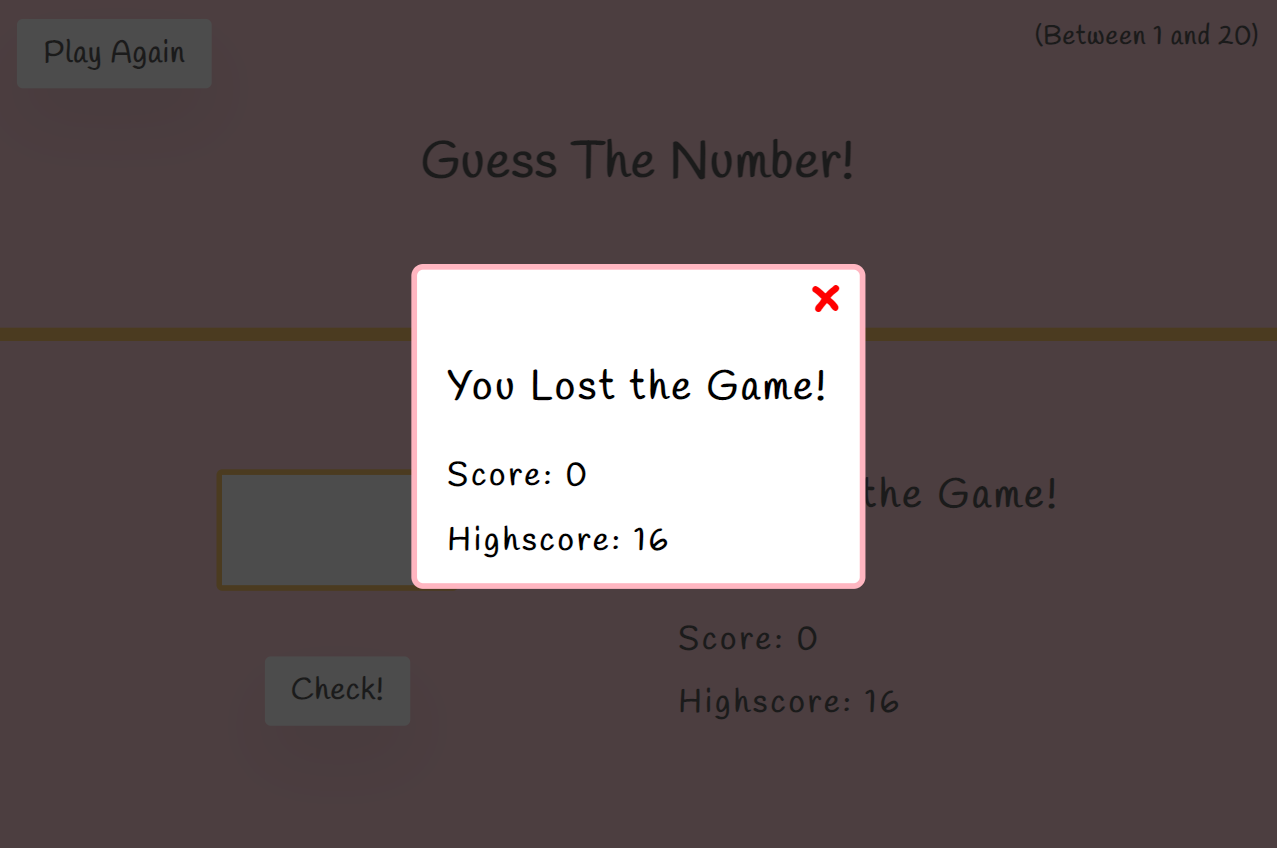 Play Again
(Between 1 and 20)
Guess The Number!
You Lost the Game!
Score: 0
Highscore: 16
the Game!
Score: 0
Highscore: 16
Check!